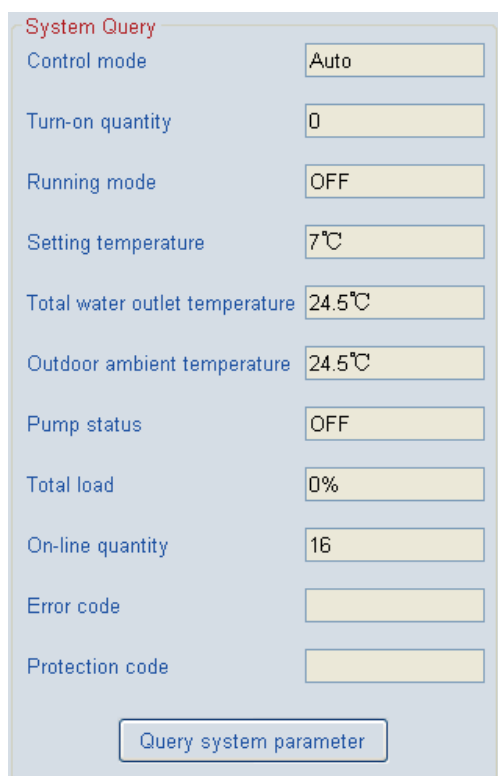 System Query
Control mode Auto
Turn-on quantity 0
Running mode OFF
Setting temperature 7℃
Total water outlet temperature 24.5℃
Outdoor ambient temperature 24.5℃
Pump status OFF
Total load 0%
On-line quantity 16
Error code
Protection code
Query system parameter